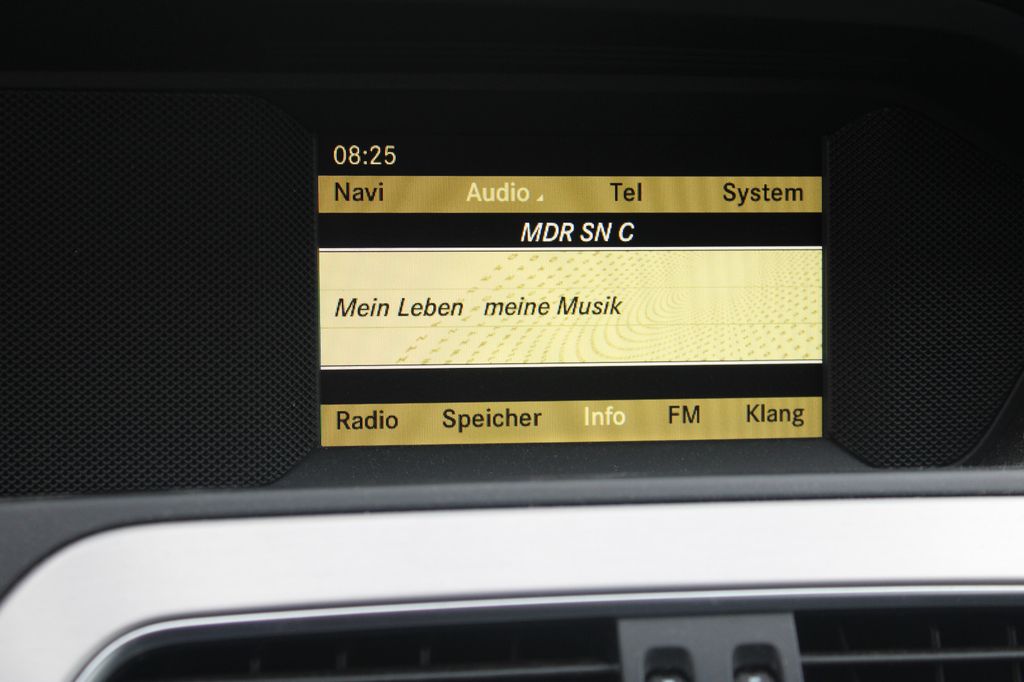 08:25
Navi Audio Tel System
MDR SN C
Mein Leben meine Musik
Radio Speicher Info FM Klang